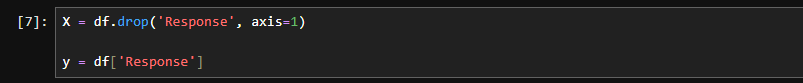 [7]: X = df.drop('Response', axis=1)
y = df['Response']